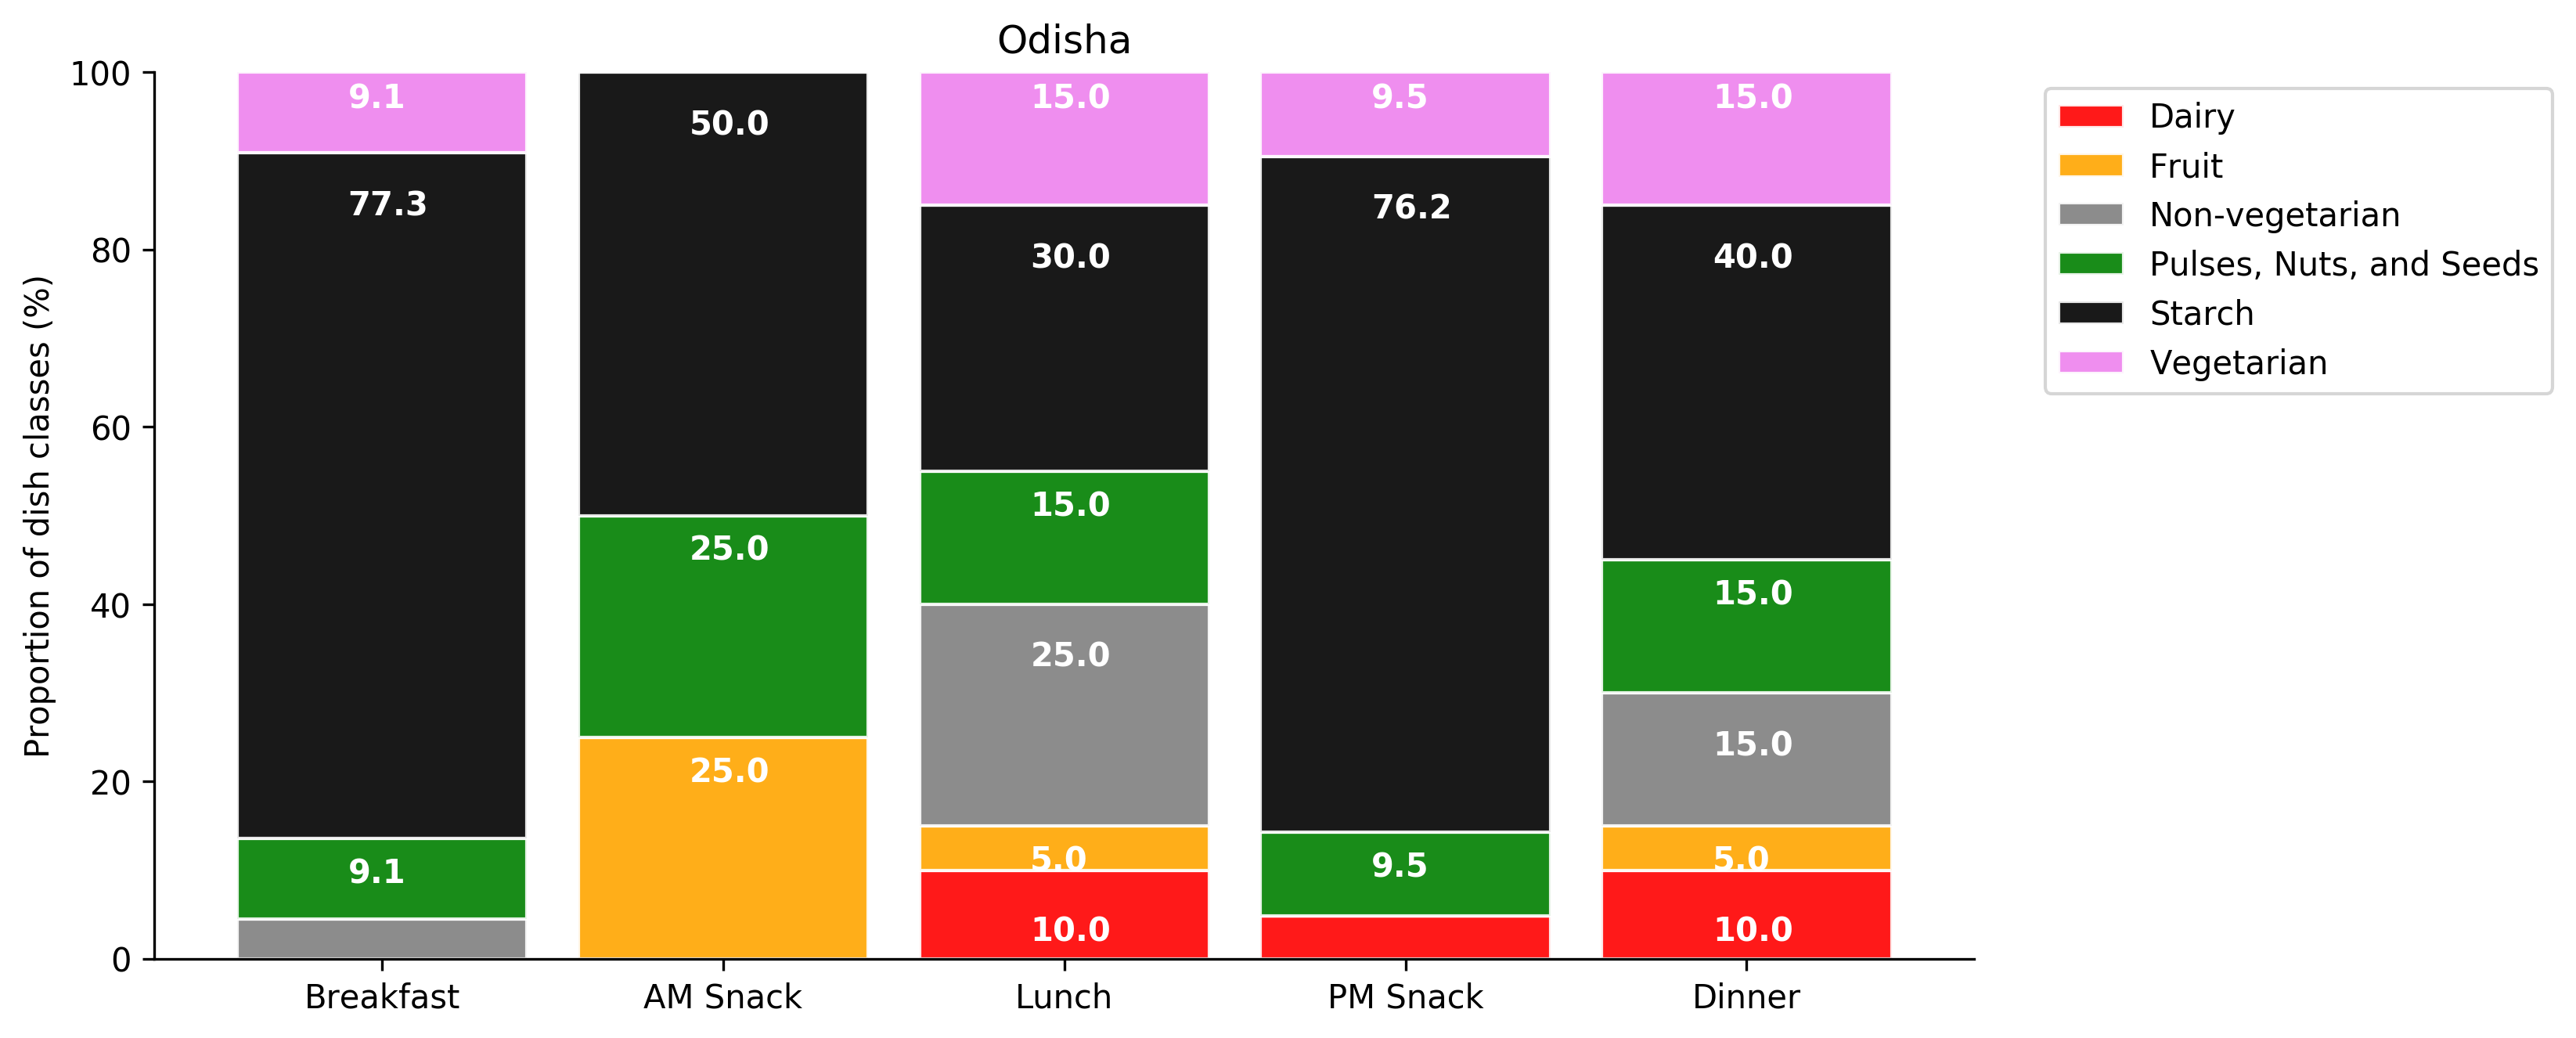 Odisha
Proportion of dish classes (%)
100
80
60
40
20
0
9.1
77.3
9.1
50.0
25.0
25.0
15.0
30.0
15.0
25.0
5.0
10.0
9.5
76.2
9.5
15.0
40.0
15.0
15.0
5.0
10.0
Breakfast
AM Snack
Lunch
PM Snack
Dinner
Dairy
Fruit
Non-vegetarian
Pulses, Nuts, and Seeds
Starch
Vegetarian